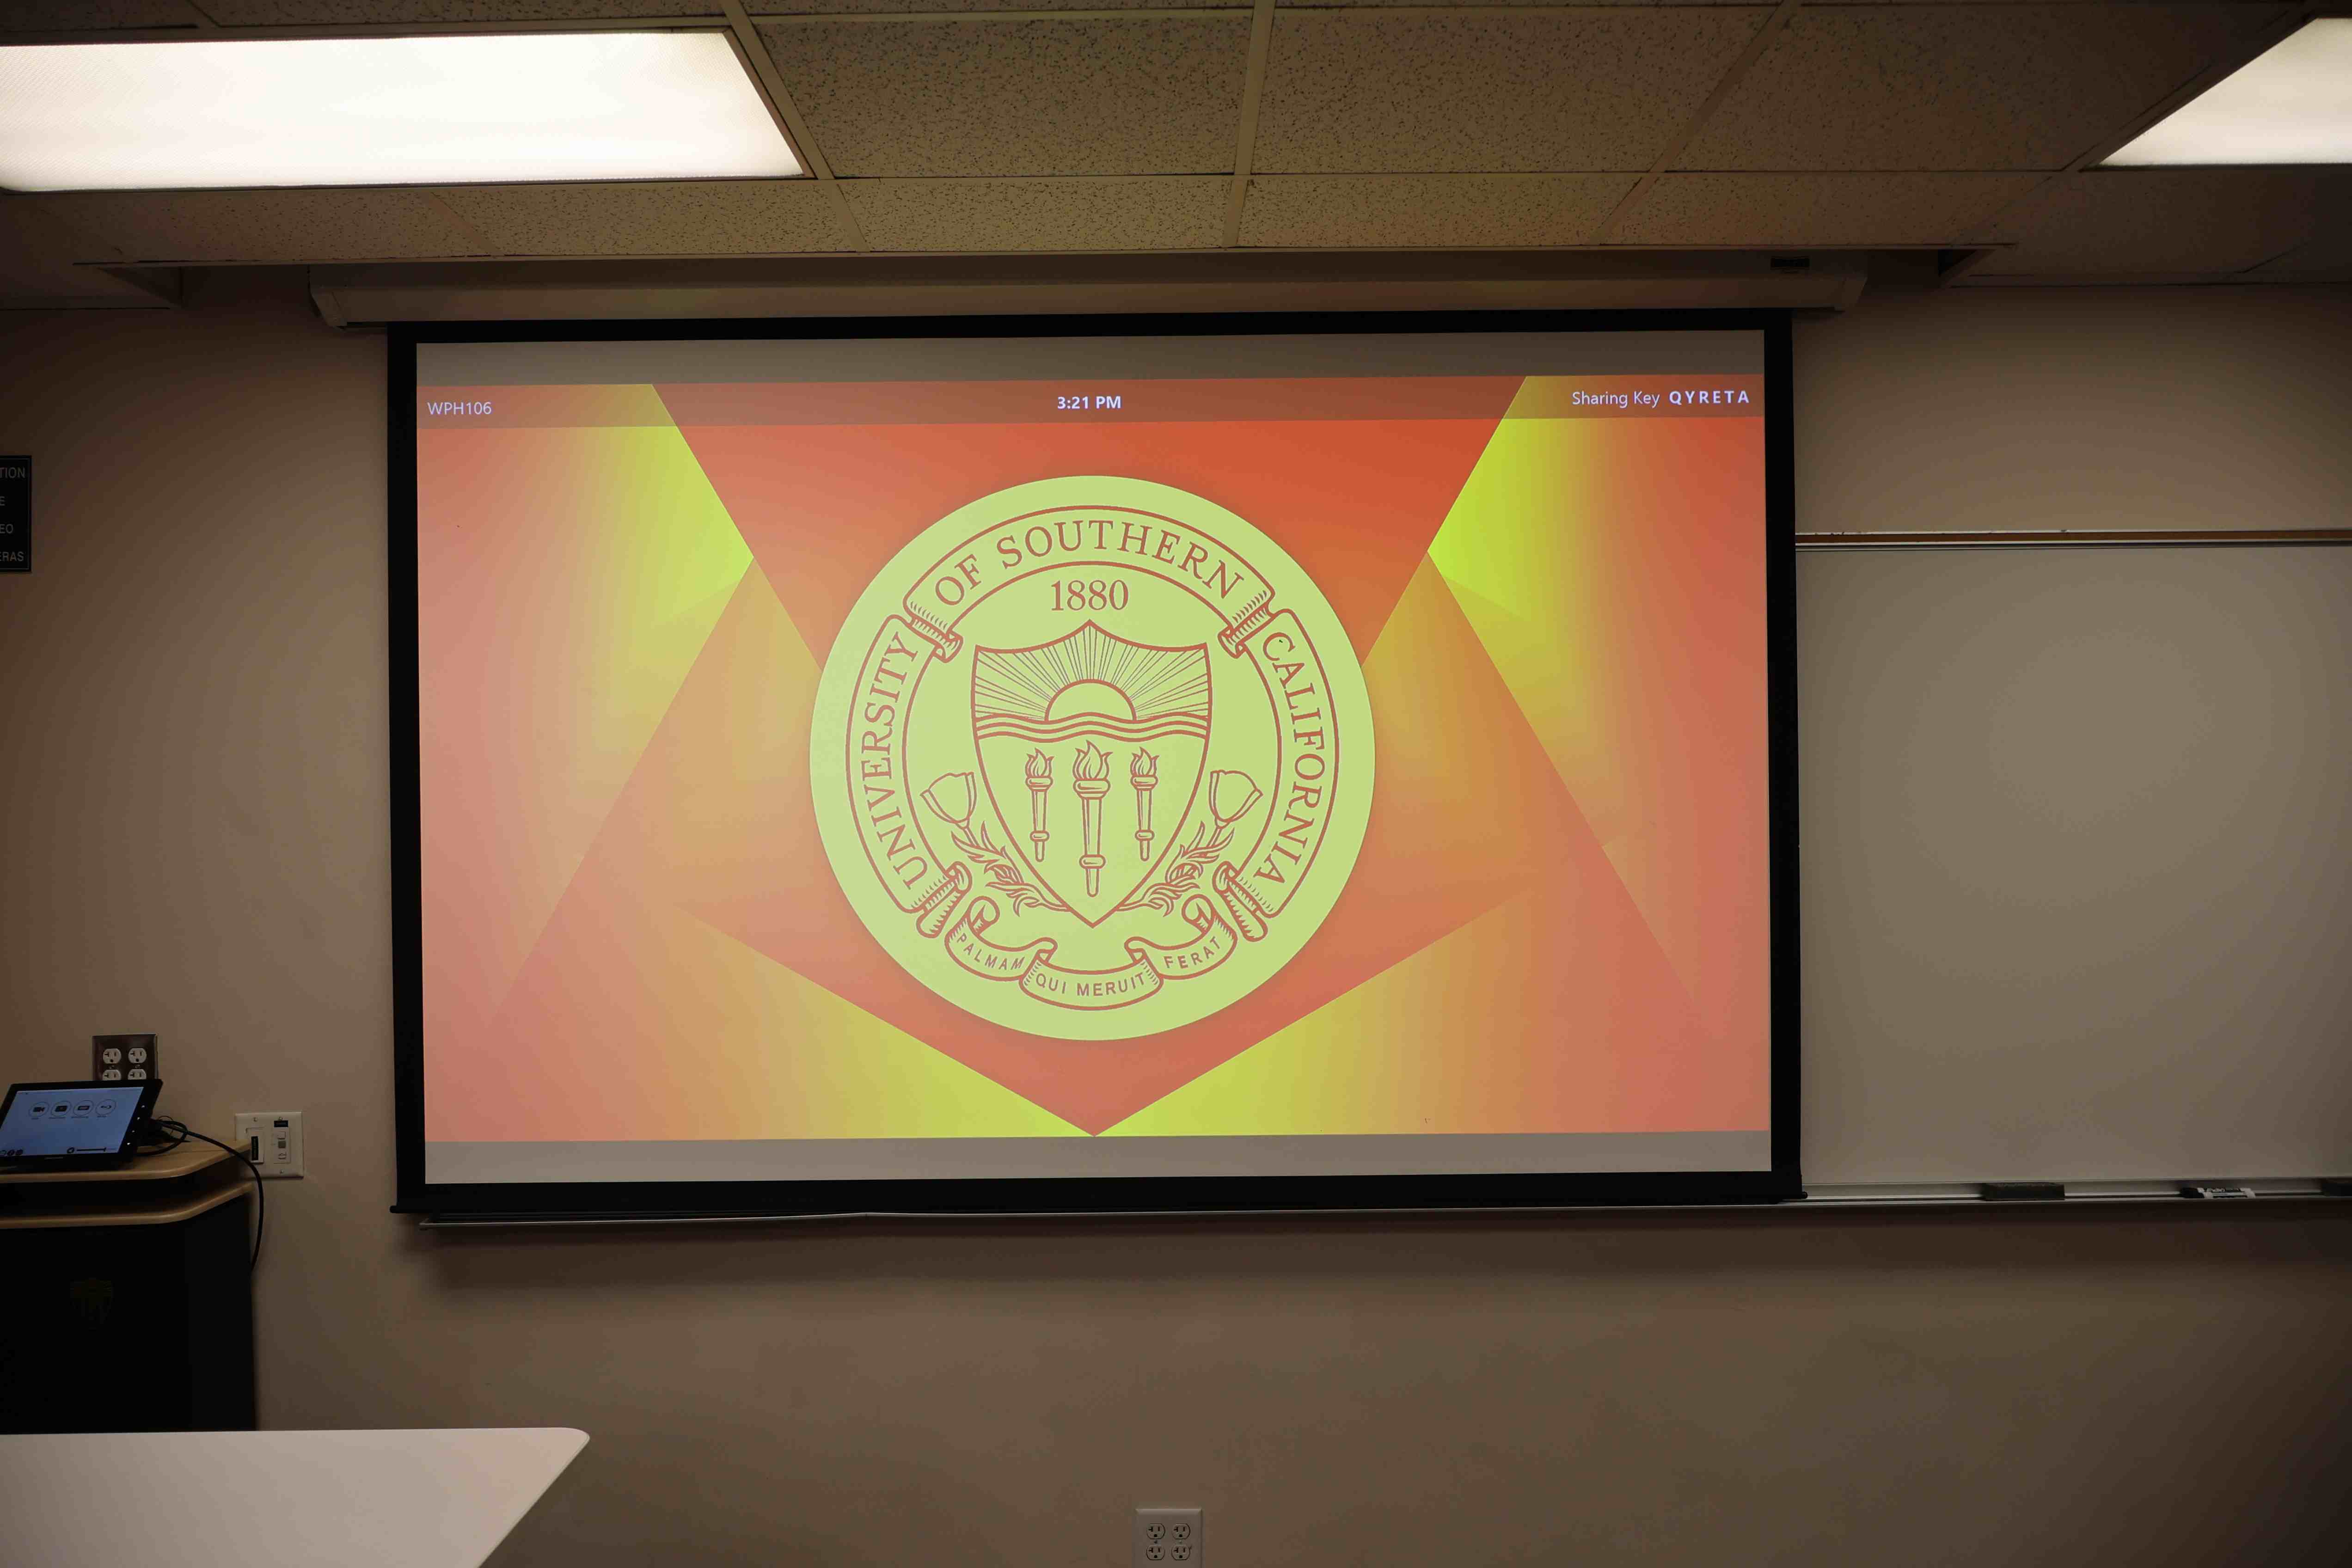 WPH106
3:21 PM
Sharing Key QYRETA
UNIVERSITY OF SOUTHERN CALIFORNIA
1880
PALMAM QUI MERUIT FERAT
TION
E
EO
ERAS